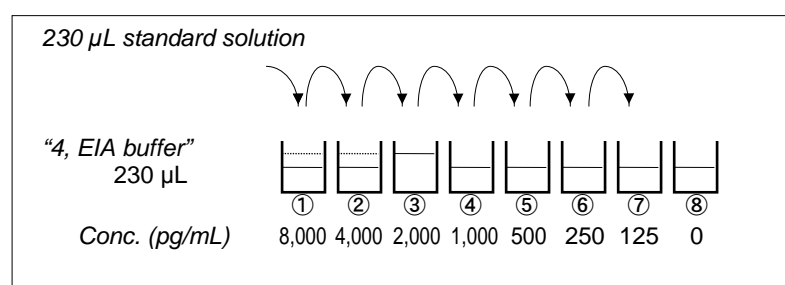 230 µL standard solution
“4, EIA buffer”
230 µL
① ② ③ ④ ⑤ ⑥ ⑦ ⑧
Conc. (pg/mL) 8,000 4,000 2,000 1,000 500 250 125 0